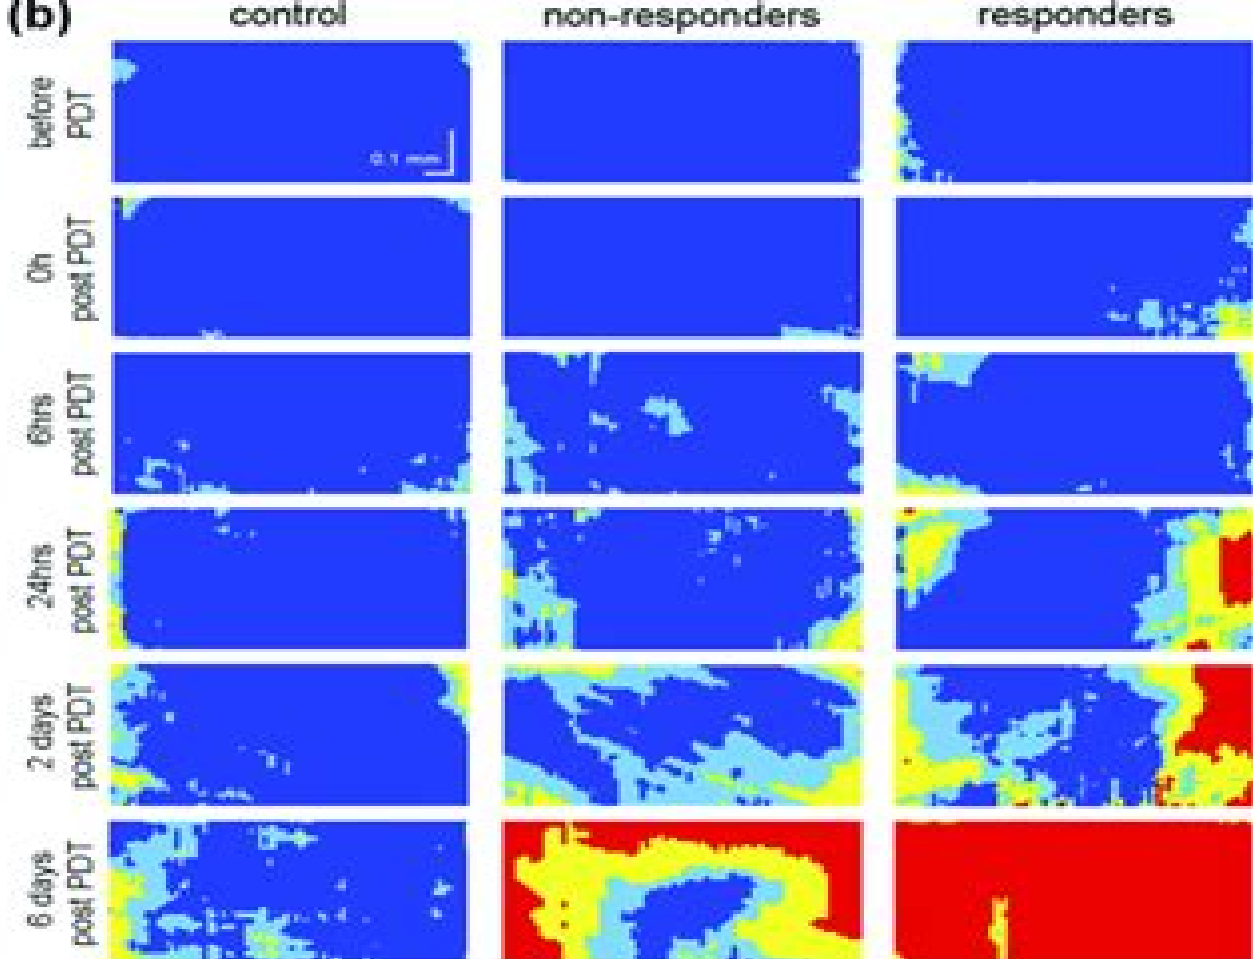 (b)
control
non-responders
responders
before
PDT
0.1 mm
0h
post PDT
6hrs
post PDT
24hrs
post PDT
2 days
post PDT
6 days
post PDT